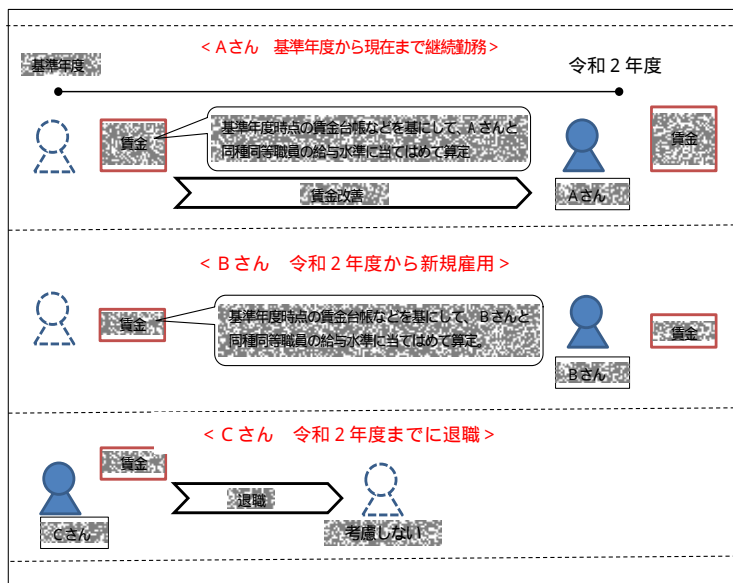 ＜Ａさん　基準年度から現在まで継続勤務＞
基準年度
令和２年度
賃金
基準年度時点の賃金台帳などを基にして、Ａさんと
同種同等職員の給与水準に当てはめて算定
賃金
賃金改善
Ａさん
＜Ｂさん　令和２年度から新規雇用＞
賃金
基準年度時点の賃金台帳などを基にして、Ｂさんと
同種同等職員の給与水準に当てはめて算定。
賃金
Ｂさん
＜Ｃさん　令和２年度までに退職＞
賃金
退職
Ｃさん
考慮しない